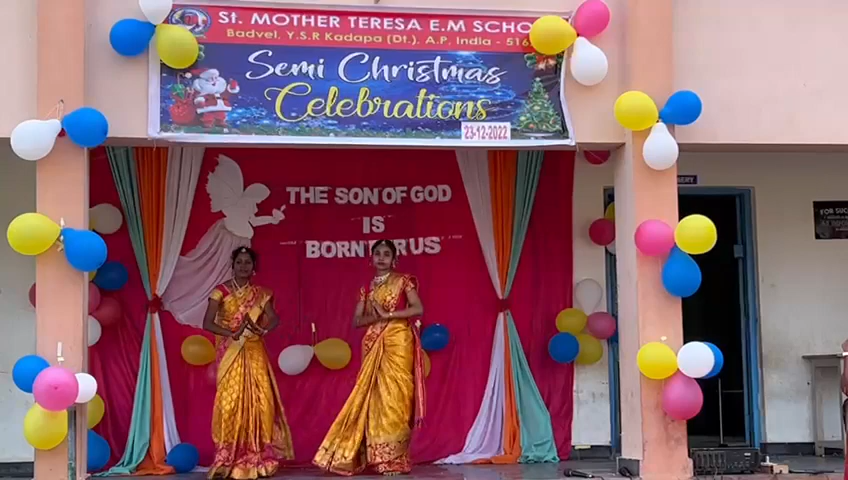 St. MOTHER TERESA E.M SCHO
Badvel, Y.S.R Kadapa (Dt.), A.P, India - 516
Semi Christmas
Celebrations
23-12-2022
THE SON OF GOD
IS
BORN US
FOR SUC